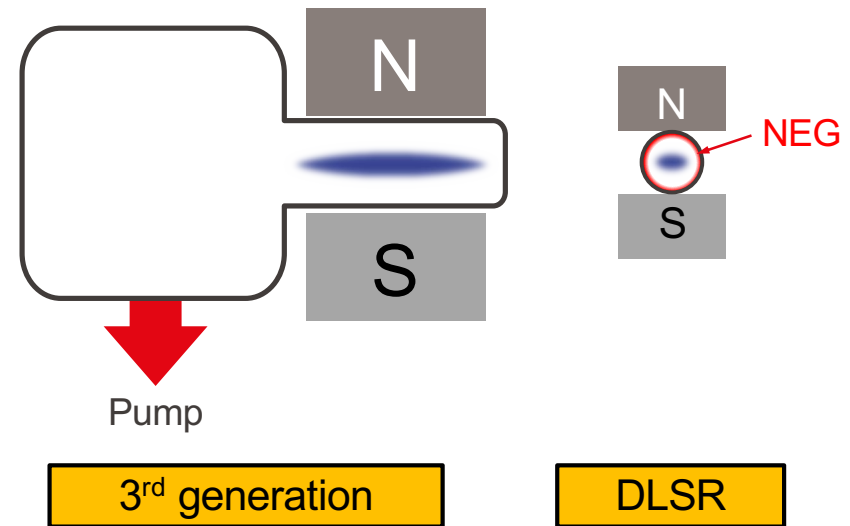 N
S
Pump
3rd generation
N
NEG
S
DLSR